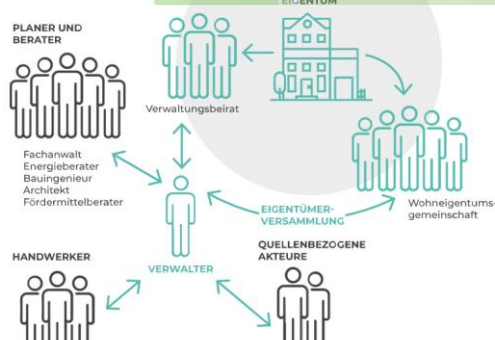 EIGENTUM
PLANER UND
BERATER
Verwaltungsbeirat
Fachanwalt
Energieberater
Bauingenieur
Architekt
Fördermittelberater
Wohneigentums-
gemeinschaft
EIGENTÜMER-
VERSAMMLUNG
VERWALTER
HANDWERKER
QUELLENBEZOGENE
AKTEURE